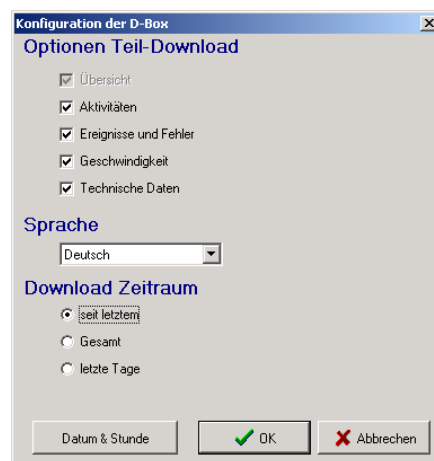 Konfiguration der D-Box
Optionen Teil-Download
Übersicht
Aktivitäten
Ereignisse und Fehler
Geschwindigkeit
Technische Daten
Sprache
Deutsch
Download Zeitraum
seit letztem
Gesamt
letzte Tage
Datum & Stunde
OK
Abbrechen